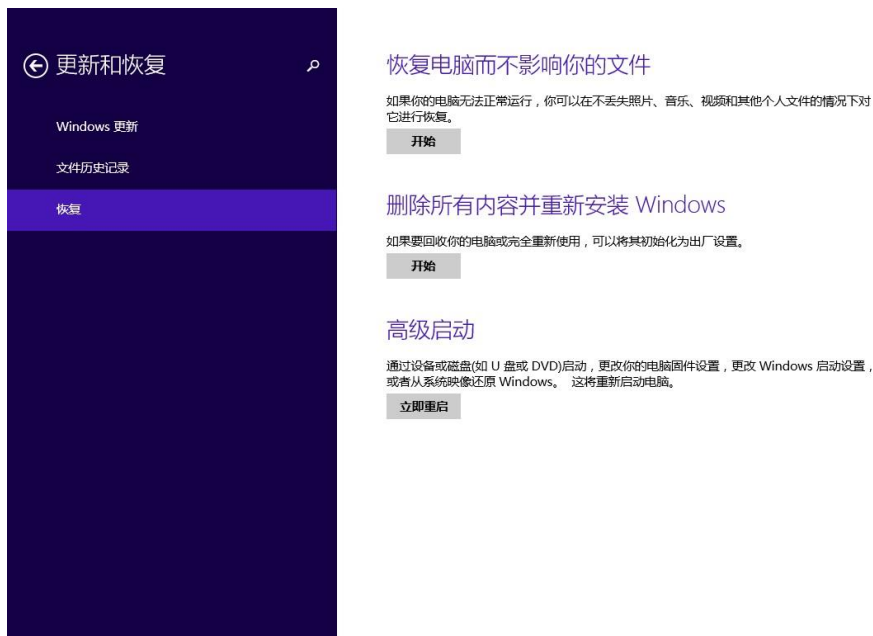 更新和恢复
Windows 更新
文件历史记录
恢复
恢复电脑而不影响你的文件
如果你的电脑无法正常运行，你可以在不丢失照片、音乐、视频和其他个人文件的情况下对
它进行恢复。
开始
删除所有内容并重新安装 Windows
如果要回收你的电脑或完全重新使用，可以将其初始化为出厂设置。
开始
高级启动
通过设备或磁盘(如 U 盘或 DVD)启动，更改你的电脑固件设置，更改 Windows 启动设置，
或者从系统映像还原 Windows。 这将重新启动电脑。
立即重启